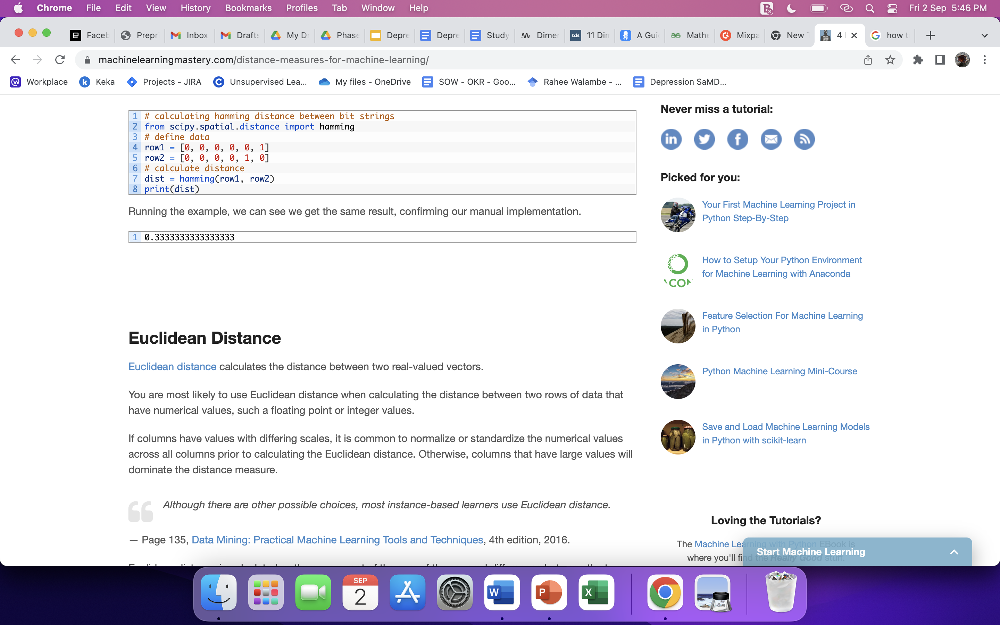 Chrome File Edit View History Bookmarks Profiles Tab Window Help Fri 2 Sep 5:46 PM
Faceb Prepri Inbox Drafts My Dr Phase Depre Depre Study Dimer tds 11 Dim A Gui Mathe Mixpa New T 4 how t
machinelearningmastery.com/distance-measures-for-machine-learning/
Workplace Keka Projects - JIRA Unsupervised Lea... My files - OneDrive SOW - OKR - Goo... Rahee Walambe - ... Depression SaMD...
1 # calculating hamming distance between bit strings
2 from scipy.spatial.distance import hamming
3 # define data
4 row1 = [0, 0, 0, 0, 0, 1]
5 row2 = [0, 0, 0, 0, 1, 0]
6 # calculate distance
7 dist = hamming(row1, row2)
8 print(dist)
Running the example, we can see we get the same result, confirming our manual implementation.
1 0.3333333333333333
Euclidean Distance
Euclidean distance calculates the distance between two real-valued vectors.
You are most likely to use Euclidean distance when calculating the distance between two rows of data that
have numerical values, such a floating point or integer values.
If columns have values with differing scales, it is common to normalize or standardize the numerical values
across all columns prior to calculating the Euclidean distance. Otherwise, columns that have large values will
dominate the distance measure.
Although there are other possible choices, most instance-based learners use Euclidean distance.
— Page 135, Data Mining: Practical Machine Learning Tools and Techniques, 4th edition, 2016.
Never miss a tutorial:
in
Picked for you:
Your First Machine Learning Project in
Python Step-By-Step
ACON
How to Setup Your Python Environment
for Machine Learning with Anaconda
Feature Selection For Machine Learning
in Python
Python Machine Learning Mini-Course
Save and Load Machine Learning Models
in Python with scikit-learn
Loving the Tutorials?
The Machine Learning with Python EBook is
where you'll find the Really Good stuff.
Start Machine Learning
SEP
2
W
P
X